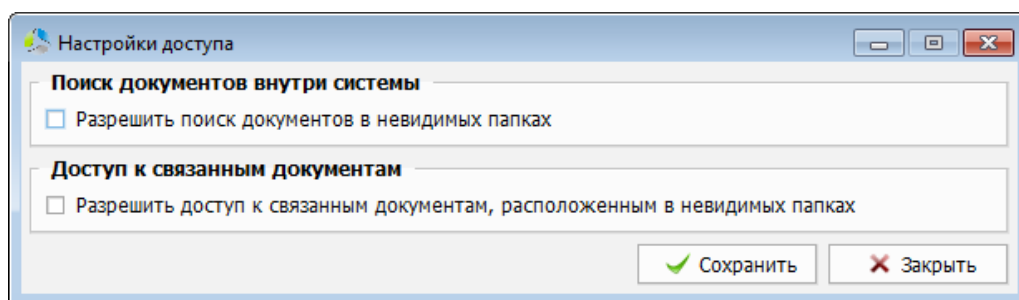 Настройки доступа
Поиск документов внутри системы
Разрешить поиск документов в невидимых папках
Доступ к связанным документам
Разрешить доступ к связанным документам, расположенным в невидимых папках
Сохранить Закрыть